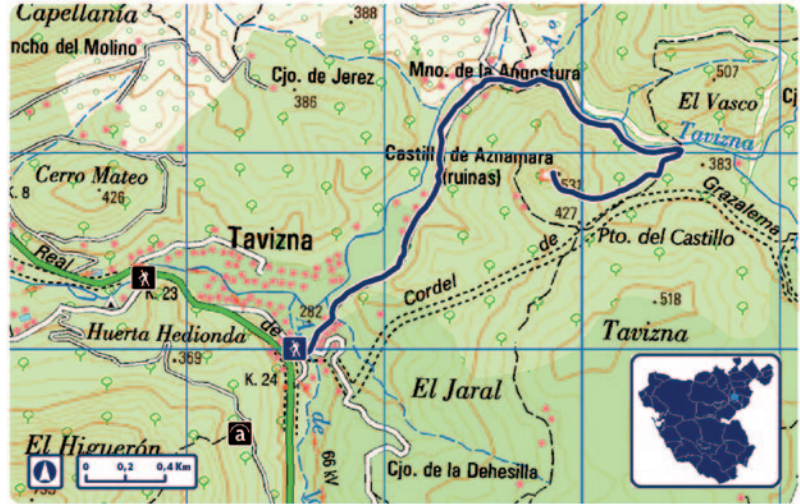 Capellanía
388
ncho del Molino
Cjo. de Jerez
386
Mno. de la Angostura
A.º
507
El Vasco
Cj
Tavizna
Cerro Mateo
426
K. 8
Castill de Aznamara
(ruinas)
531
427
383
Grazalema
Tavizna
Real
de
Pto. del Castillo
K. 23
Cordel
282
518
Huerta Hedionda
de
369
Tavizna
K. 24
El Jaral
a
de
El Higuerón
66 kV
Cjo. de la Dehesilla
0 0,2 0,4 Km